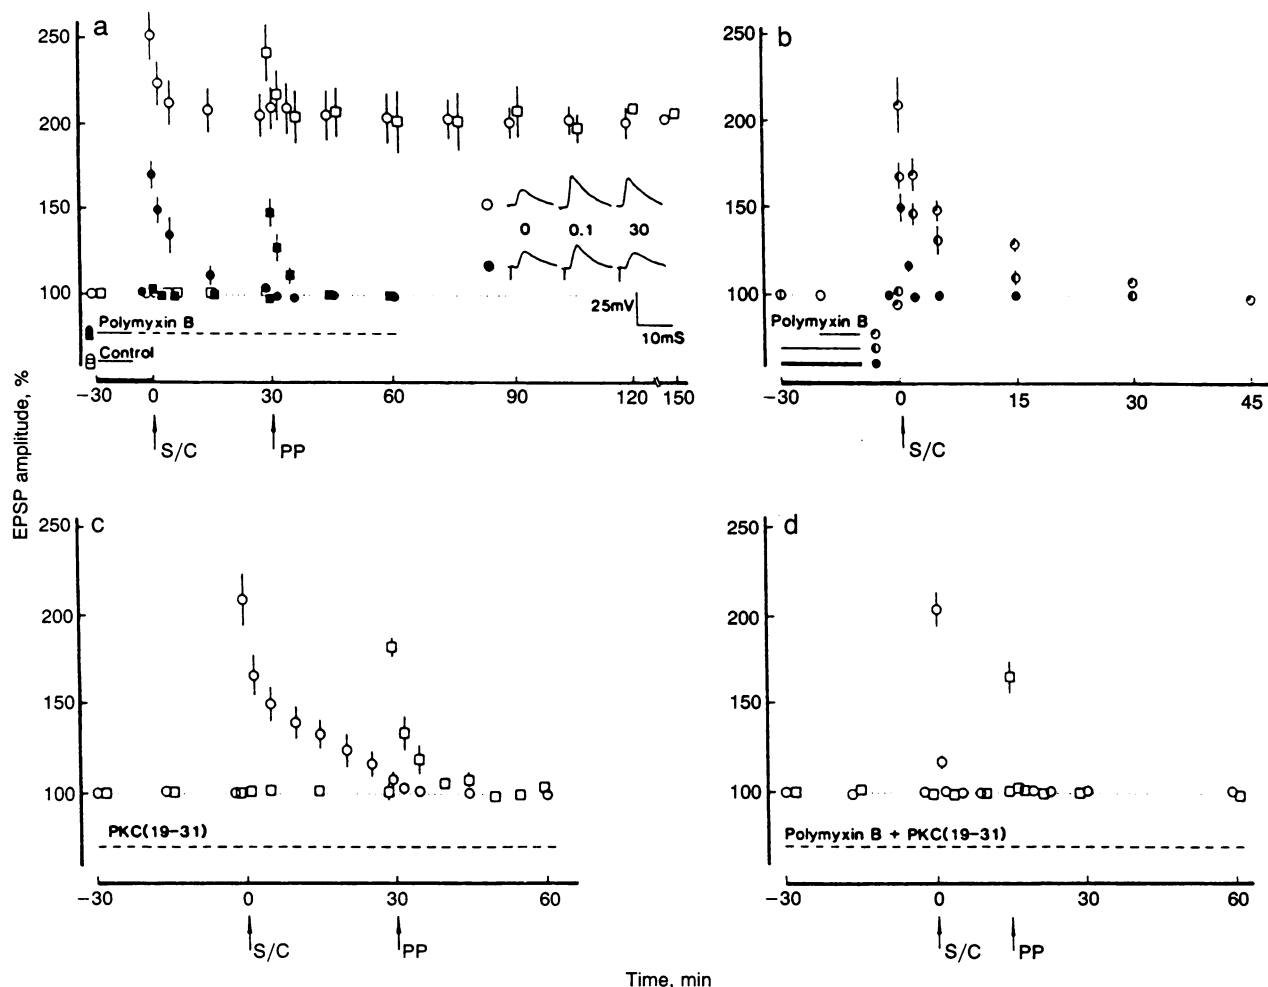 a
250
200
150
100
0 0.1 30
25mV
10mS
Polymyxin B
Control
−30 0 30 60 90 120 150
S/C PP
b
250
200
150
100
Polymyxin B
−30 0 15 30 45
S/C
EPSP amplitude, %
c
250
200
150
100
PKC(19-31)
−30 0 30 60
S/C PP
d
250
200
150
100
Polymyxin B + PKC(19-31)
−30 0 30 60
S/C PP
Time, min